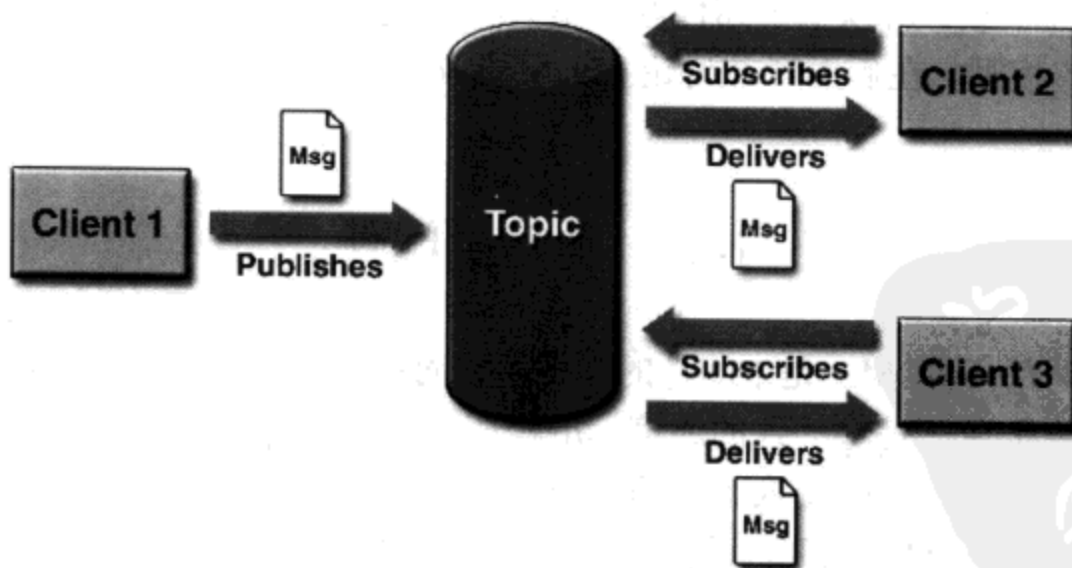 Client 1
Msg
Publishes
Topic
Subscribes
Delivers
Msg
Client 2
Subscribes
Delivers
Msg
Client 3